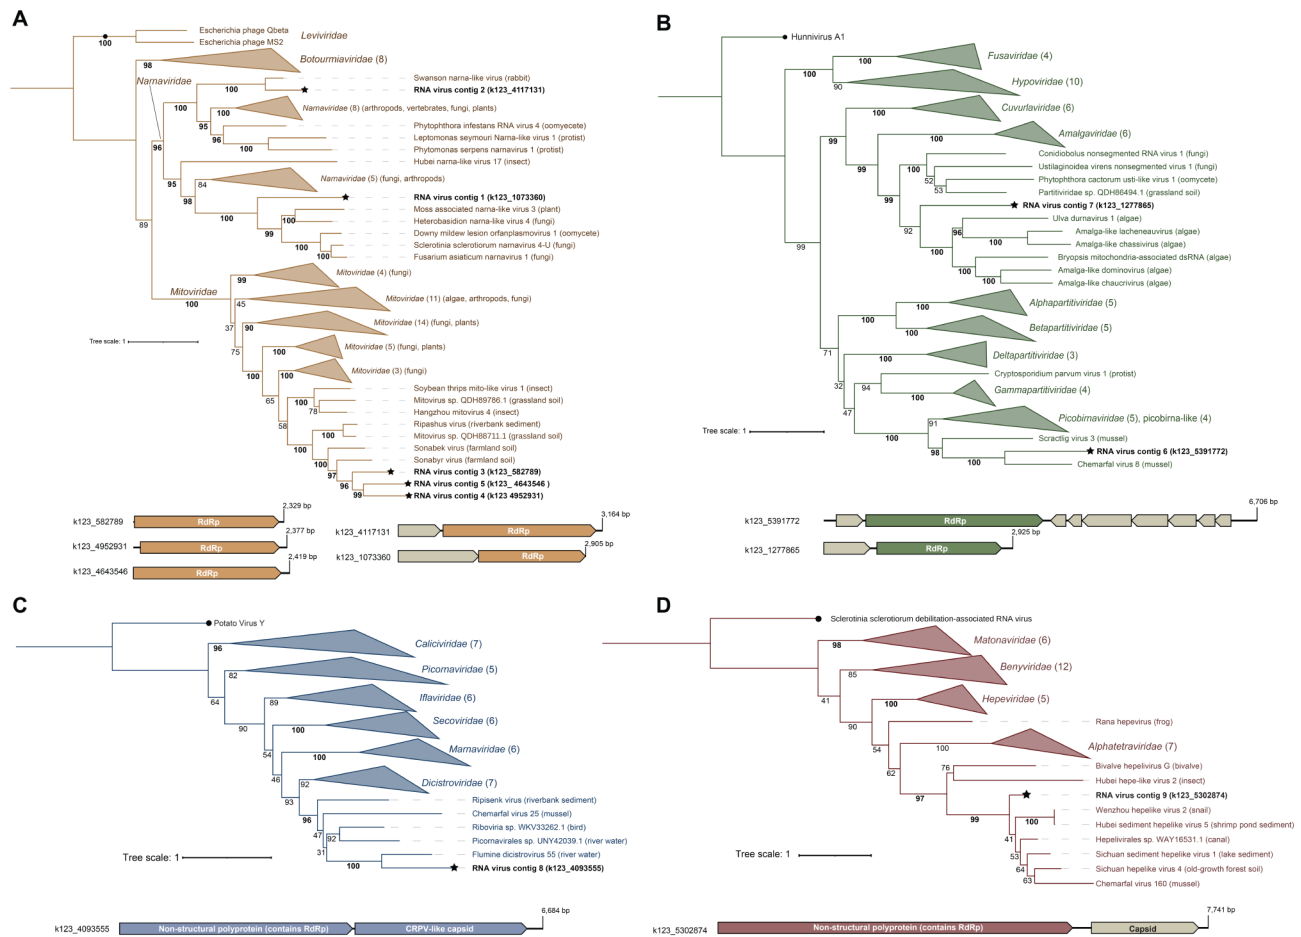 A
Escherichia phage Qbeta
Leviviridae
100
Escherichia phage MS2
98
Botourmiaviridae (8)
Narnaviridae
Swanson narna-like virus (rabbit)
100
RNA virus contig 2 (k123_4117131)
100
Narnaviridae (8) (arthropods, vertebrates, fungi, plants)
95
Phytophthora infestans RNA virus 4 (oomycete)
96
Leptomonas seymouri Narna-like virus 1 (protist)
100
Phytomonas serpens narnavirus 1 (protist)
96
Hubei narna-like virus 17 (insect)
95
84
Narnaviridae (5) (fungi, arthropods)
98
RNA virus contig 1 (k123_1073360)
100
Moss associated narna-like virus 3 (plant)
Heterobasidion narna-like virus 4 (fungi)
99
Downy mildew lesion orfanplasmovirus 1 (oomycete)
89
Sclerotinia sclerotiorum narnavirus 4-U (fungi)
100
Fusarium asiaticum narnavirus 1 (fungi)
Mitoviridae
100
99
Mitoviridae (4) (fungi)
45
Mitoviridae (11) (algae, arthropods, fungi)
37
90
Mitoviridae (14) (fungi, plants)
Tree scale: 1
75
100
Mitoviridae (5) (fungi, plants)
100
100
Mitoviridae (3) (fungi)
65
Soybean thrips mito-like virus 1 (insect)
100
Mitovirus sp. QDH89786.1 (grassland soil)
78
Hangzhou mitovirus 4 (insect)
58
Ripashus virus (riverbank sediment)
100
Mitovirus sp. QDH88711.1 (grassland soil)
100
Sonabek virus (farmland soil)
100
Sonabyr virus (farmland soil)
97
RNA virus contig 3 (k123_582789)
96
RNA virus contig 5 (k123_ 4643546 )
99
RNA virus contig 4 (k123 4952931)
k123_582789
RdRp
2,329 bp
k123_4952931
RdRp
2,377 bp
k123_4643546
RdRp
2,419 bp
k123_4117131
RdRp
3,164 bp
k123_1073360
RdRp
2,905 bp
B
Hunnivirus A1
100
100
Fusaviridae (4)
90
Hypoviridae (10)
99
Cuvurlaviridae (6)
99
100
Amalgaviridae (6)
Conidiobolus nonsegmented RNA virus 1 (fungi)
100
Ustilaginoidea virens nonsegmented virus 1 (fungi)
52
Phytophthora cactorum usti-like virus 1 (oomycete)
53
Partitiviridae sp. QDH86494.1 (grassland soil)
99
RNA virus contig 7 (k123_1277865)
92
Ulva durnavirus 1 (algae)
96
Amalga-like lacheneauvirus (algae)
100
Amalga-like chassivirus (algae)
99
100
Bryopsis mitochondria-associated dsRNA (algae)
Amalga-like dominovirus (algae)
100
Amalga-like chaucrivirus (algae)
100
100
Alphapartitiviridae (5)
100
Betapartitiviridae (5)
71
100
Deltapartitiviridae (3)
32
Cryptosporidium parvum virus 1 (protist)
94
100
Gammapartitiviridae (4)
47
91
Picobirnaviridae (5), picobirna-like (4)
100
Tree scale: 1
Scractlig virus 3 (mussel)
98
RNA virus contig 6 (k123_5391772)
100
Chemarfal virus 8 (mussel)
k123_5391772
RdRp
6,706 bp
k123_1277865
RdRp
2,925 bp
C
Potato Virus Y
96
Caliciviridae (7)
82
Picornaviridae (5)
64
89
Iflaviridae (6)
90
100
Secoviridae (6)
54
100
Marnaviridae (6)
46
92
Dicistroviridae (7)
93
Ripisenk virus (riverbank sediment)
96
Chemarfal virus 25 (mussel)
47
Riboviria sp. WKV33262.1 (bird)
92
Picornavirales sp. UNY42039.1 (river water)
31
Flumine dicistrovirus 55 (river water)
100
RNA virus contig 8 (k123_4093555)
Tree scale: 1
k123_4093555
Non-structural polyprotein (contains RdRp)
CRPV-like capsid
6,684 bp
D
Sclerotinia sclerotiorum debilitation-associated RNA virus
98
Matonaviridae (6)
85
Benyviridae (12)
41
100
Hepeviridae (5)
90
Rana hepevirus (frog)
54
100
Alphatetraviridae (7)
62
76
Bivalve hepelivirus G (bivalve)
Hubei hepe-like virus 2 (insect)
97
RNA virus contig 9 (k123_5302874)
99
Wenzhou hepelike virus 2 (snail)
100
Hubei sediment hepelike virus 5 (shrimp pond sediment)
41
Hepelivirales sp. WAY16531.1 (canal)
53
Sichuan sediment hepelike virus 1 (lake sediment)
64
Sichuan hepelike virus 4 (old-growth forest soil)
63
Chemarfal virus 160 (mussel)
Tree scale: 1
k123_5302874
Non-structural polyprotein (contains RdRp)
Capsid
7,741 bp